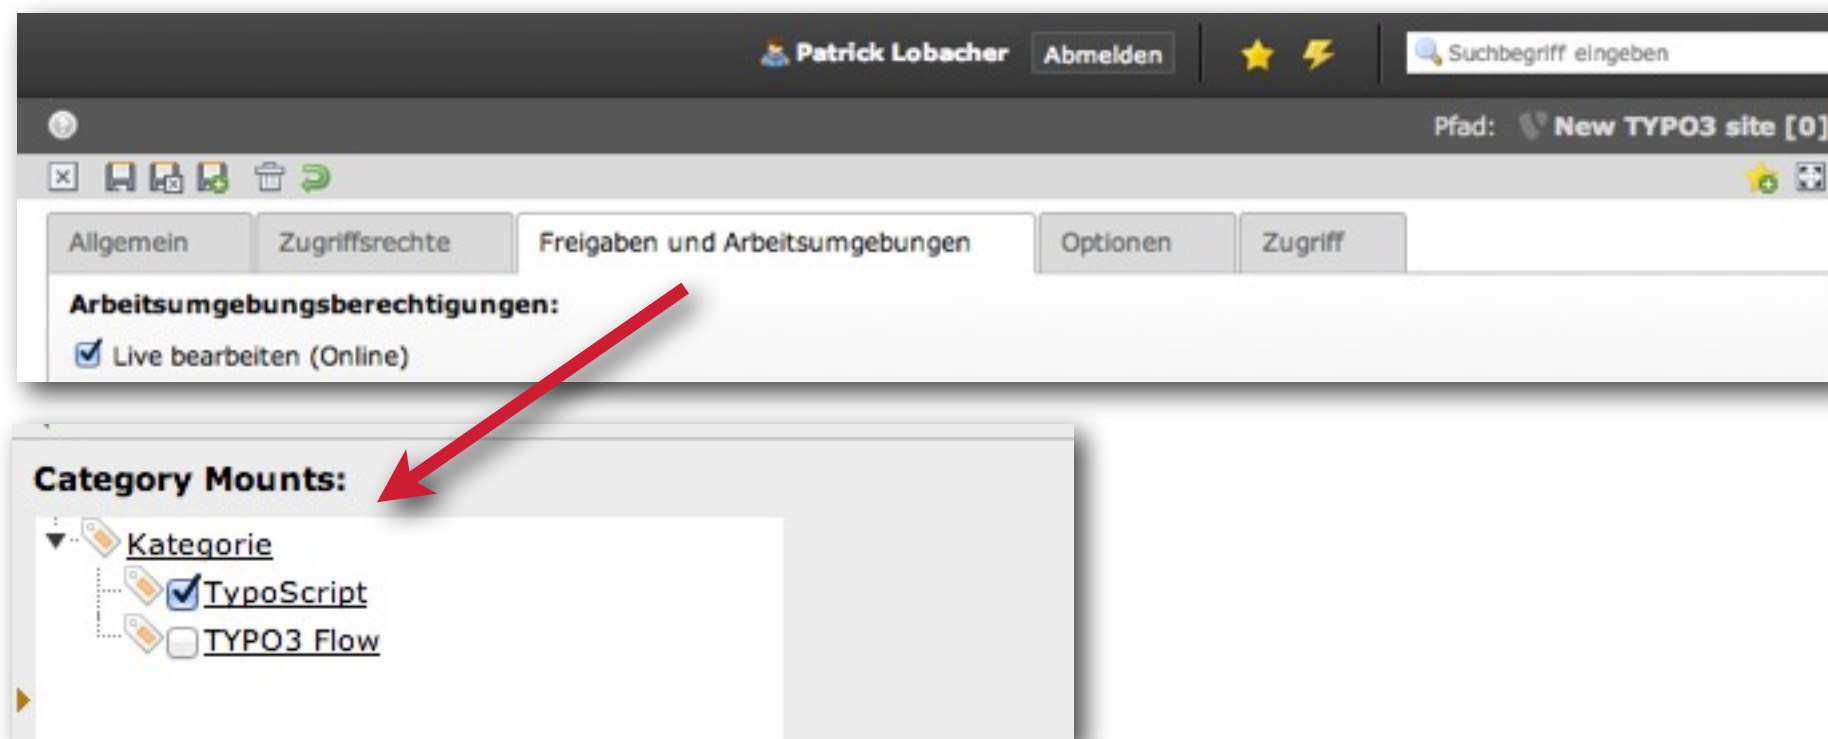 Patrick Lobacher Abmelden Suchbegriff eingeben
Pfad: New TYPO3 site [0]
Allgemein Zugriffsrechte Freigaben und Arbeitsumgebungen Optionen Zugriff
Arbeitsumgebungsberechtigungen:
Live bearbeiten (Online)
Category Mounts:
Kategorie
TypoScript
TYPO3 Flow